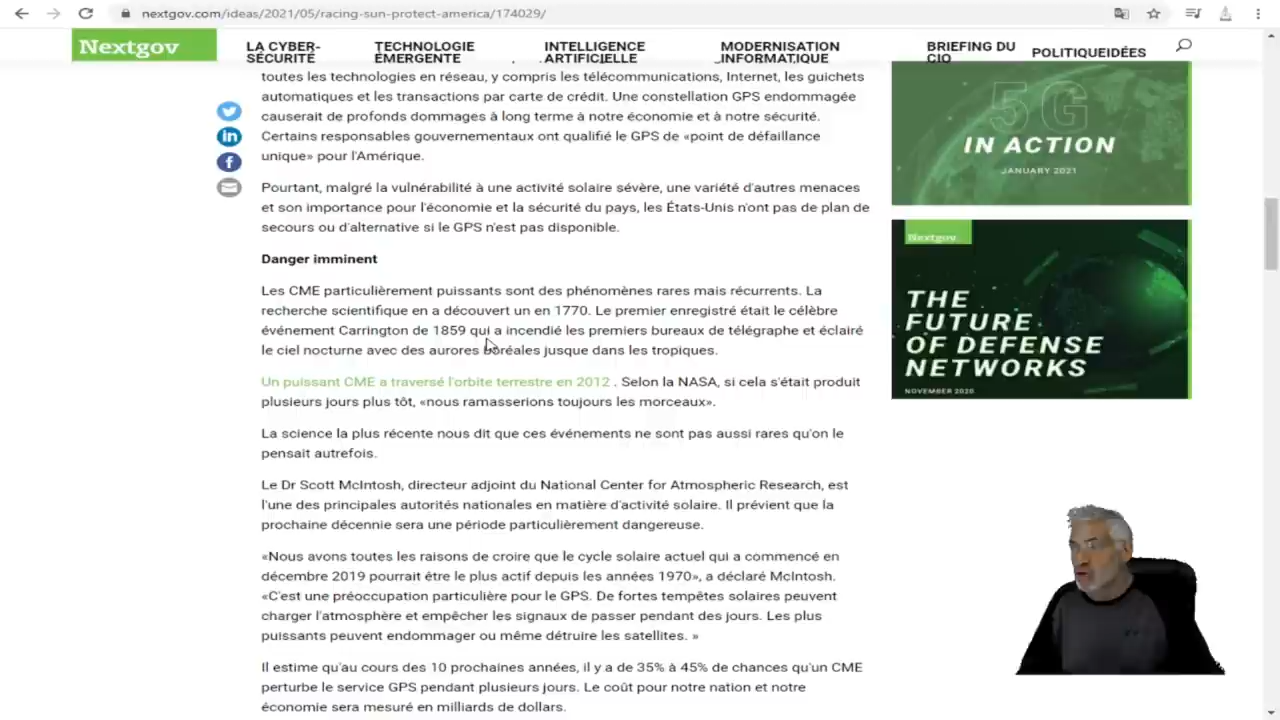 nextgov.com/ideas/2021/05/racing-sun-protect-america/174029/
Nextgov
LA CYBER-
SÉCURITÉ
TECHNOLOGIE
ÉMERGENTE
INTELLIGENCE
ARTIFICIELLE
MODERNISATION
INFORMATIQUE
BRIEFING DU
CIO
POLITIQUEIDÉES
toutes les technologies en réseau, y compris les télécommunications, Internet, les guichets
automatiques et les transactions par carte de crédit. Une constellation GPS endommagée
causerait de profonds dommages à long terme à notre économie et à notre sécurité.
Certains responsables gouvernementaux ont qualifié le GPS de «point de défaillance
unique» pour l'Amérique.
Pourtant, malgré la vulnérabilité à une activité solaire sévère, une variété d'autres menaces
et son importance pour l'économie et la sécurité du pays, les États-Unis n'ont pas de plan de
secours ou d'alternative si le GPS n'est pas disponible.
Danger imminent
Les CME particulièrement puissants sont des phénomènes rares mais récurrents. La
recherche scientifique en a découvert un en 1770. Le premier enregistré était le célèbre
événement Carrington de 1859 qui a incendié les premiers bureaux de télégraphe et éclairé
le ciel nocturne avec des aurores boréales jusque dans les tropiques.
Un puissant CME a traversé l'orbite terrestre en 2012 . Selon la NASA, si cela s'était produit
plusieurs jours plus tôt, «nous ramasserions toujours les morceaux».
La science la plus récente nous dit que ces événements ne sont pas aussi rares qu'on le
pensait autrefois.
Le Dr Scott McIntosh, directeur adjoint du National Center for Atmospheric Research, est
l'une des principales autorités nationales en matière d'activité solaire. Il prévient que la
prochaine décennie sera une période particulièrement dangereuse.
«Nous avons toutes les raisons de croire que le cycle solaire actuel qui a commencé en
décembre 2019 pourrait être le plus actif depuis les années 1970», a déclaré McIntosh.
«C'est une préoccupation particulière pour le GPS. De fortes tempêtes solaires peuvent
charger l'atmosphère et empêcher les signaux de passer pendant des jours. Les plus
puissants peuvent endommager ou même détruire les satellites. »
Il estime qu'au cours des 10 prochaines années, il y a de 35% à 45% de chances qu'un CME
perturbe le service GPS pendant plusieurs jours. Le coût pour notre nation et notre
économie sera mesuré en milliards de dollars.
5G
IN ACTION
JANUARY 2021
Nextgov
THE
FUTURE
OF DEFENSE
NETWORKS
NOVEMBER 2020